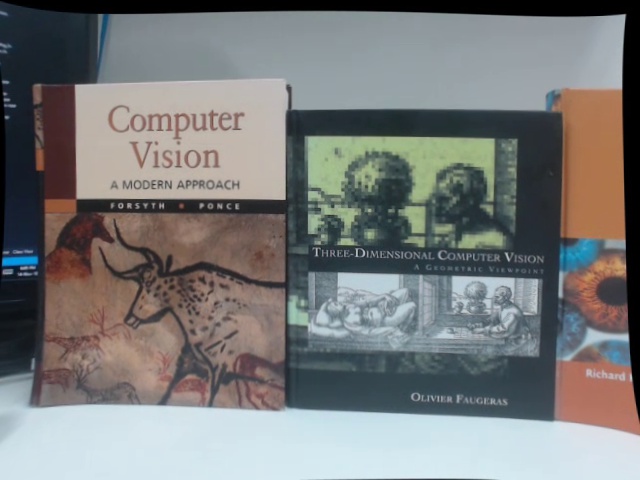 Computer
Vision
A MODERN APPROACH
FORSYTH PONCE
THREE-DIMENSIONAL COMPUTER VISION
A GEOMETRIC VIEWPOINT
OLIVIER FAUGERAS
Richard